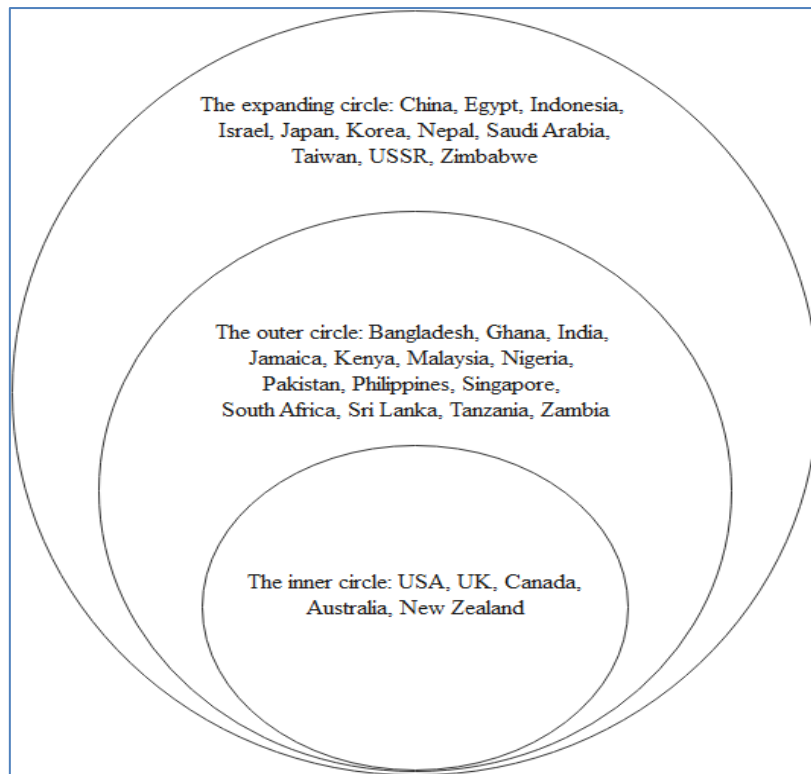 The expanding circle: China, Egypt, Indonesia,
Israel, Japan, Korea, Nepal, Saudi Arabia,
Taiwan, USSR, Zimbabwe
The outer circle: Bangladesh, Ghana, India,
Jamaica, Kenya, Malaysia, Nigeria,
Pakistan, Philippines, Singapore,
South Africa, Sri Lanka, Tanzania, Zambia
The inner circle: USA, UK, Canada,
Australia, New Zealand